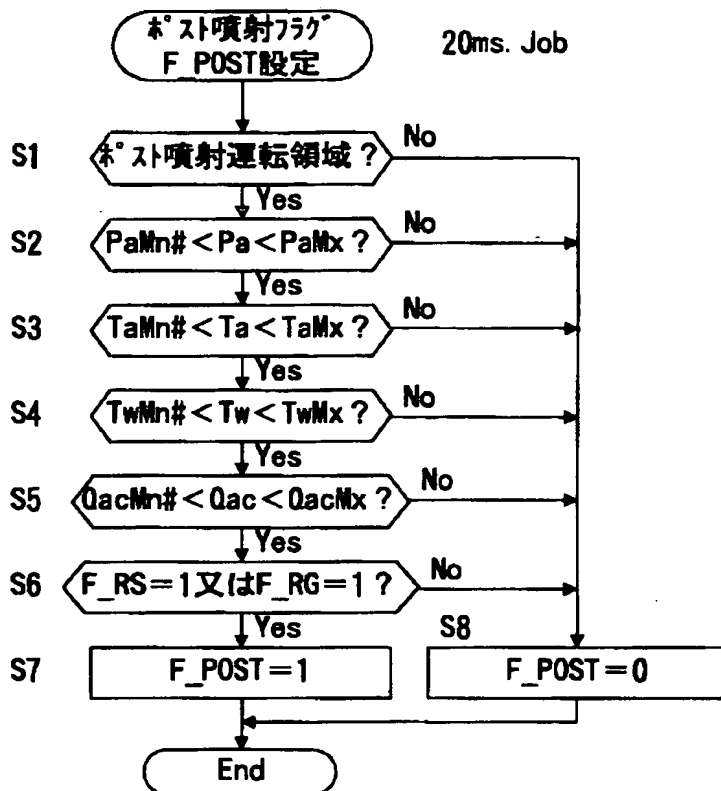 ﾎﾟｽﾄ噴射ﾌﾗｸﾞ
F_POST設定
20ms. Job
S1
ﾎﾟｽﾄ噴射運転領域？
No
Yes
S2
PaMn#＜Pa＜PaMx？
No
Yes
S3
TaMn#＜Ta＜TaMx？
No
Yes
S4
TwMn#＜Tw＜TwMx？
No
Yes
S5
QacMn#＜Qac＜QacMx？
No
Yes
S6
F_RS＝1又はF_RG＝1？
No
Yes
S8
S7
F_POST＝1
F_POST＝0
End